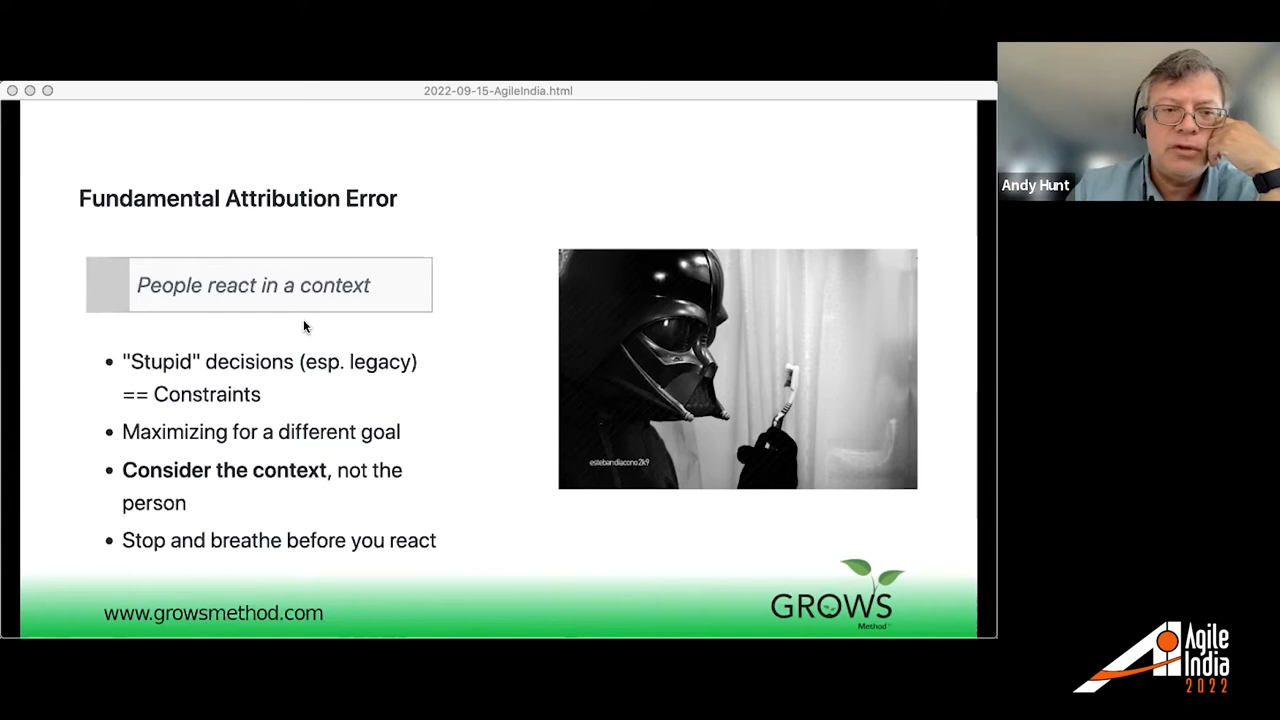 2022-09-15-AgileIndia.html
Fundamental Attribution Error
People react in a context
• "Stupid" decisions (esp. legacy)
== Constraints
• Maximizing for a different goal
• Consider the context, not the
person
• Stop and breathe before you react
estebandiacono2k9
www.growsmethod.com
GROWS
Method
Andy Hunt
Agile
India
2022